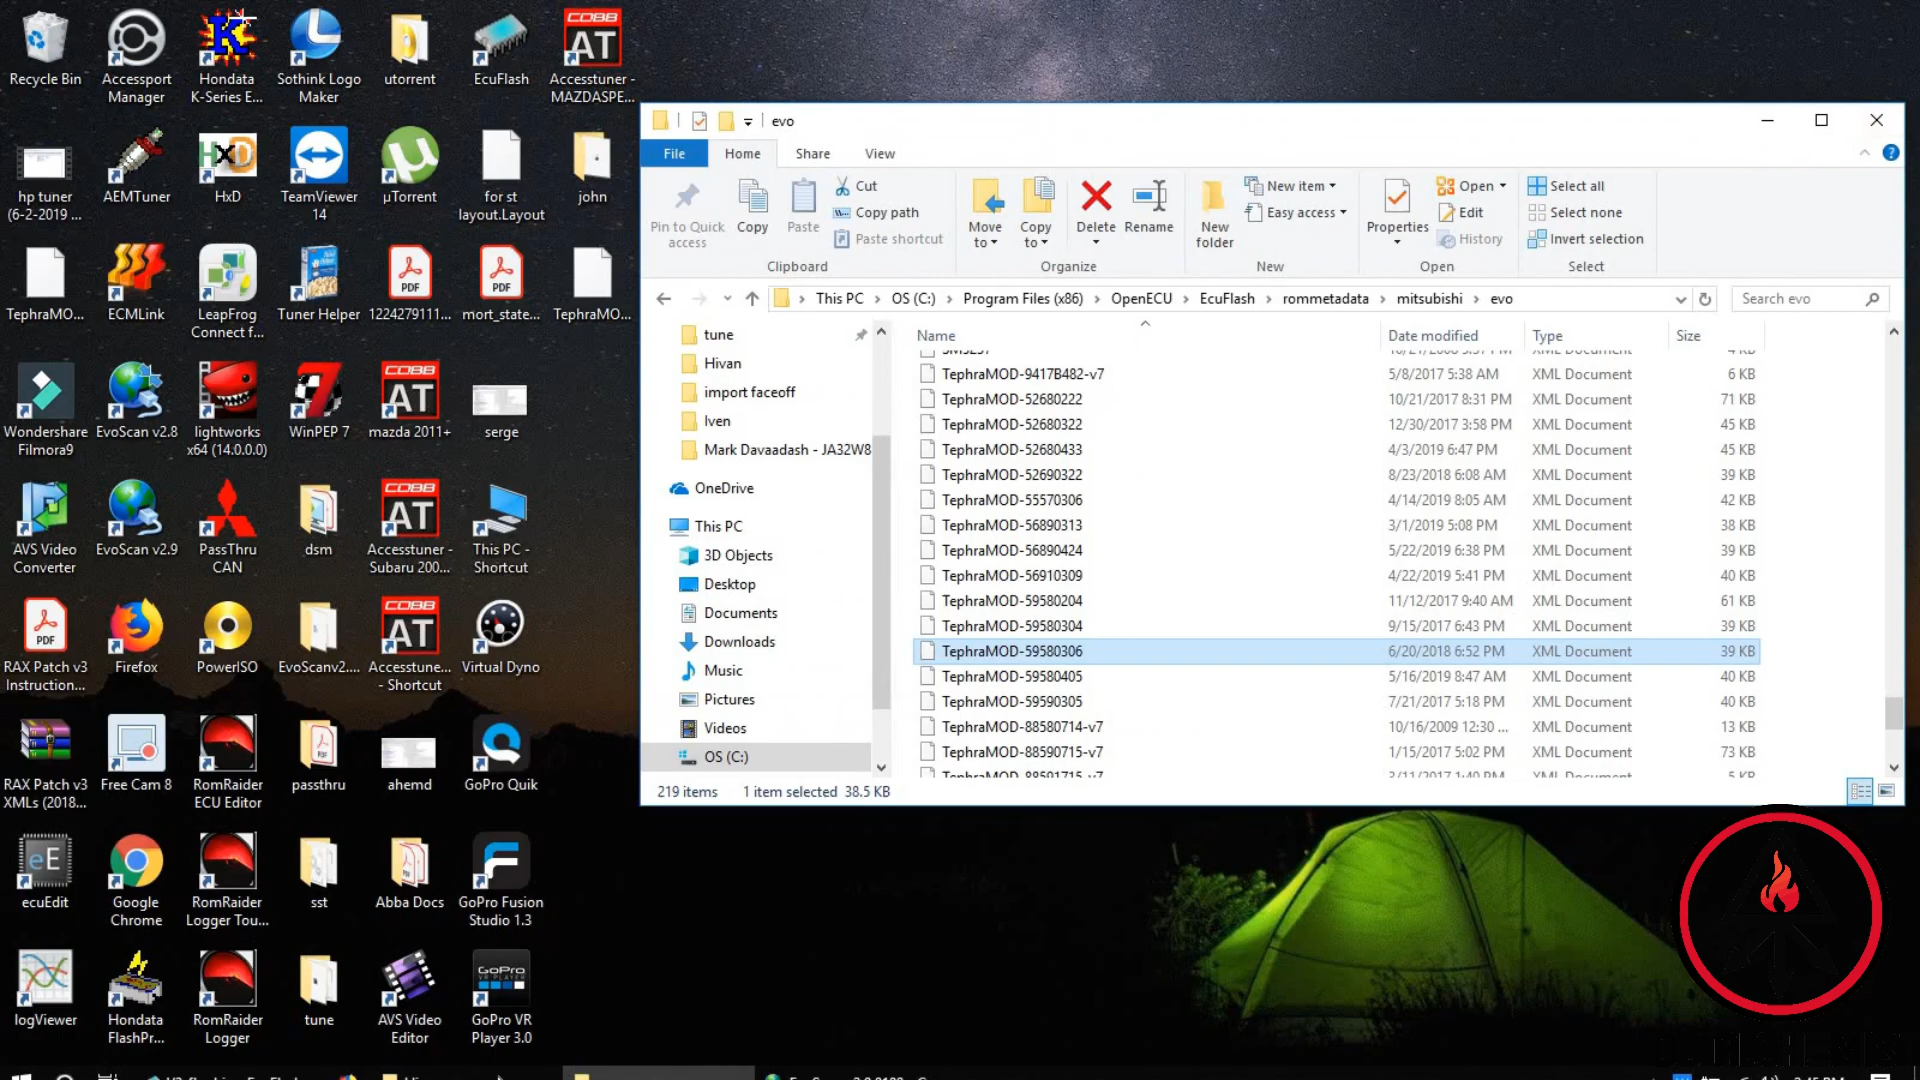 Recycle Bin
Accessport Manager
Hondata K-Series E...
Sothink Logo Maker
utorrent
EcuFlash
Accesstuner - MAZDASPE...
hp tuner (6-2-2019 ...
AEMTuner
HxD
TeamViewer 14
µTorrent
for st layout.Layout
john
TephraMO...
ECMLink
LeapFrog Connect f...
Tuner Helper
1224279111...
mort_state...
TephraMO...
Wondershare Filmora9
EvoScan v2.8
lightworks x64 (14.0.0.0)
WinPEP 7
mazda 2011+
serge
AVS Video Converter
EvoScan v2.9
PassThru CAN
dsm
Accesstuner - Subaru 200...
This PC - Shortcut
RAX Patch v3 Instruction...
Firefox
PowerISO
EvoScanv2....
Accesstune... - Shortcut
Virtual Dyno
RAX Patch v3 XMLs (2018...
Free Cam 8
RomRaider ECU Editor
passthru
ahemd
GoPro Quik
ecuEdit
Google Chrome
RomRaider Logger Tou...
sst
Abba Docs
GoPro Fusion Studio 1.3
logViewer
Hondata FlashPr...
RomRaider Logger
tune
AVS Video Editor
GoPro VR Player 3.0
evo
File Home Share View
Pin to Quick access
Copy
Paste
Cut
Copy path
Paste shortcut
Clipboard
Move to
Copy to
Delete
Rename
Organize
New folder
New item
Easy access
New
Properties
Open
Edit
History
Open
Select all
Select none
Invert selection
Select
This PC > OS (C:) > Program Files (x86) > OpenECU > EcuFlash > rommetadata > mitsubishi > evo
Search evo
tune
Hivan
import faceoff
Iven
Mark Davaadash - JA32W8
OneDrive
This PC
3D Objects
Desktop
Documents
Downloads
Music
Pictures
Videos
OS (C:)
Name Date modified Type Size
TephraMOD-9417B482-v7 5/8/2017 5:38 AM XML Document 6 KB
TephraMOD-52680222 10/21/2017 8:31 PM XML Document 71 KB
TephraMOD-52680322 12/30/2017 3:58 PM XML Document 45 KB
TephraMOD-52680433 4/3/2019 6:47 PM XML Document 45 KB
TephraMOD-52690322 8/23/2018 6:08 AM XML Document 39 KB
TephraMOD-55570306 4/14/2019 8:05 AM XML Document 42 KB
TephraMOD-56890313 3/1/2019 5:08 PM XML Document 38 KB
TephraMOD-56890424 5/22/2019 6:38 PM XML Document 39 KB
TephraMOD-56910309 4/22/2019 5:41 PM XML Document 40 KB
TephraMOD-59580204 11/12/2017 9:40 AM XML Document 61 KB
TephraMOD-59580304 9/15/2017 6:43 PM XML Document 39 KB
TephraMOD-59580306 6/20/2018 6:52 PM XML Document 39 KB
TephraMOD-59580405 5/16/2019 8:47 AM XML Document 40 KB
TephraMOD-59590305 7/21/2017 5:18 PM XML Document 40 KB
TephraMOD-88580714-v7 10/16/2009 12:30 ... XML Document 13 KB
TephraMOD-88590715-v7 1/15/2017 5:02 PM XML Document 73 KB
TephraMOD-88591715-v7 3/11/2017 1:40 PM XML Document 5 KB
219 items 1 item selected 38.5 KB